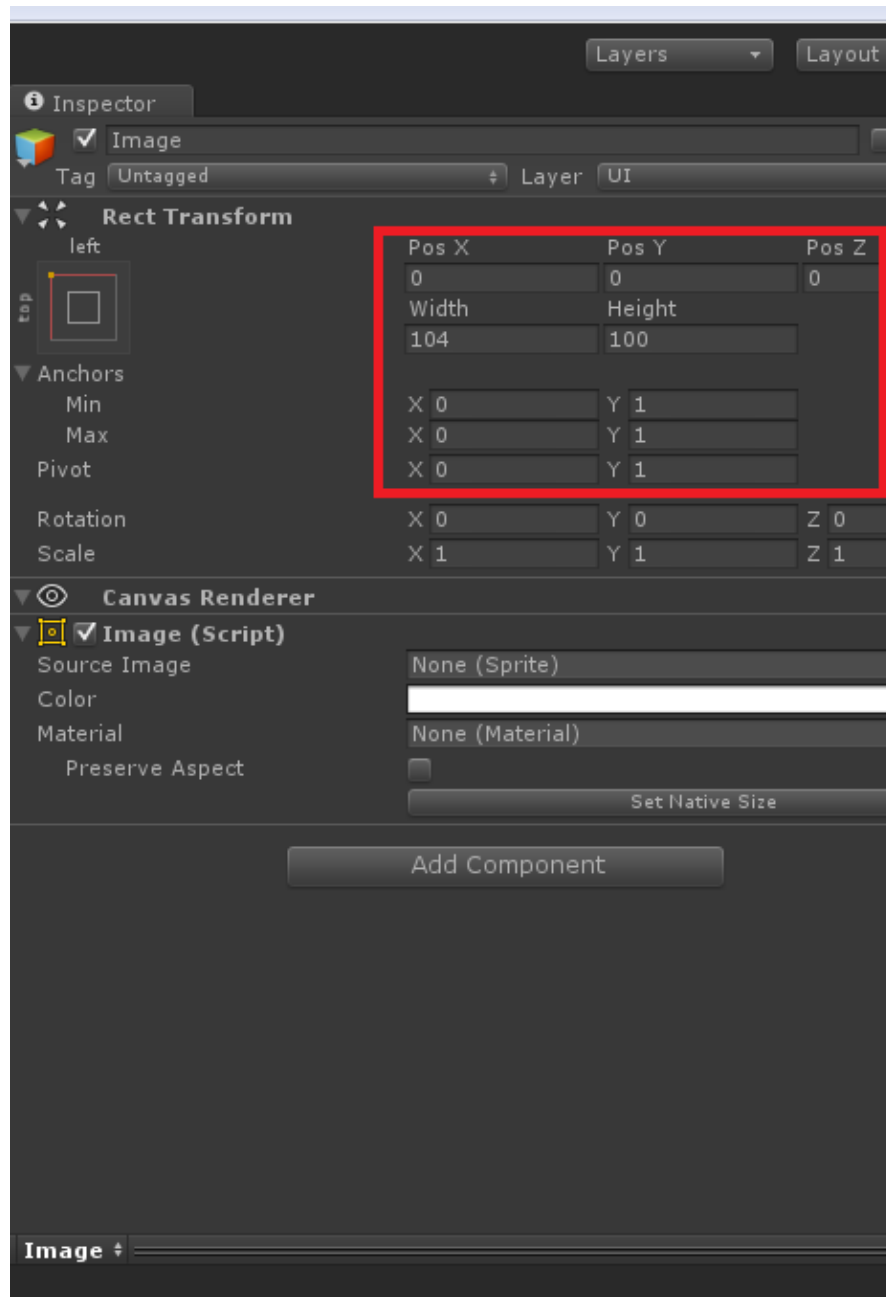 Layers Layout
Inspector
Image
Tag Untagged Layer UI
Rect Transform
left Pos X Pos Y Pos Z
top
0 0 0
Width Height
104 100
Anchors
Min X 0 Y 1
Max X 0 Y 1
Pivot X 0 Y 1
Rotation X 0 Y 0 Z 0
Scale X 1 Y 1 Z 1
Canvas Renderer
Image (Script)
Source Image None (Sprite)
Color
Material None (Material)
Preserve Aspect
Set Native Size
Add Component
Image